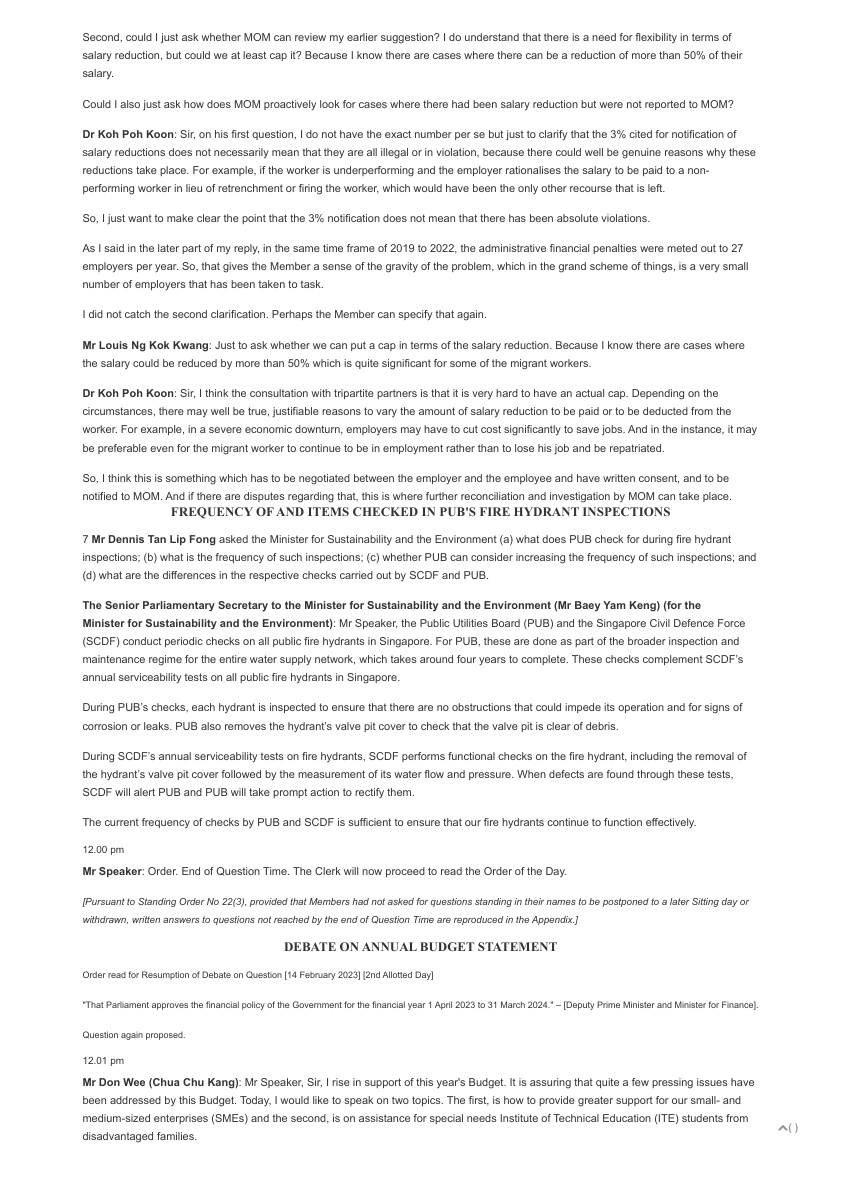 Second, could I just ask whether MOM can review my earlier suggestion? I do understand that there is a need for flexibility in terms of
salary reduction, but could we at least cap it? Because I know there are cases where there can be a reduction of more than 50% of their
salary.
Could I also just ask how does MOM proactively look for cases where there had been salary reduction but were not reported to MOM?
Dr Koh Poh Koon: Sir, on his first question, I do not have the exact number per se but just to clarify that the 3% cited for notification of
salary reductions does not necessarily mean that they are all illegal or in violation, because there could well be genuine reasons why these
reductions take place. For example, if the worker is underperforming and the employer rationalises the salary to be paid to a non-
performing worker in lieu of retrenchment or firing the worker, which would have been the only other recourse that is left.
So, I just want to make clear the point that the 3% notification does not mean that there has been absolute violations.
As I said in the later part of my reply, in the same time frame of 2019 to 2022, the administrative financial penalties were meted out to 27
employers per year. So, that gives the Member a sense of the gravity of the problem, which in the grand scheme of things, is a very small
number of employers that has been taken to task.
I did not catch the second clarification. Perhaps the Member can specify that again.
Mr Louis Ng Kok Kwang: Just to ask whether we can put a cap in terms of the salary reduction. Because I know there are cases where
the salary could be reduced by more than 50% which is quite significant for some of the migrant workers.
Dr Koh Poh Koon: Sir, I think the consultation with tripartite partners is that it is very hard to have an actual cap. Depending on the
circumstances, there may well be true, justifiable reasons to vary the amount of salary reduction to be paid or to be deducted from the
worker. For example, in a severe economic downturn, employers may have to cut cost significantly to save jobs. And in the instance, it may
be preferable even for the migrant worker to continue to be in employment rather than to lose his job and be repatriated.
So, I think this is something which has to be negotiated between the employer and the employee and have written consent, and to be
notified to MOM. And if there are disputes regarding that, this is where further reconciliation and investigation by MOM can take place.
FREQUENCY OF AND ITEMS CHECKED IN PUB'S FIRE HYDRANT INSPECTIONS
7 Mr Dennis Tan Lip Fong asked the Minister for Sustainability and the Environment (a) what does PUB check for during fire hydrant
inspections; (b) what is the frequency of such inspections; (c) whether PUB can consider increasing the frequency of such inspections; and
(d) what are the differences in the respective checks carried out by SCDF and PUB.
The Senior Parliamentary Secretary to the Minister for Sustainability and the Environment (Mr Baey Yam Keng) (for the
Minister for Sustainability and the Environment): Mr Speaker, the Public Utilities Board (PUB) and the Singapore Civil Defence Force
(SCDF) conduct periodic checks on all public fire hydrants in Singapore. For PUB, these are done as part of the broader inspection and
maintenance regime for the entire water supply network, which takes around four years to complete. These checks complement SCDF's
annual serviceability tests on all public fire hydrants in Singapore.
During PUB's checks, each hydrant is inspected to ensure that there are no obstructions that could impede its operation and for signs of
corrosion or leaks. PUB also removes the hydrant's valve pit cover to check that the valve pit is clear of debris.
During SCDF's annual serviceability tests on fire hydrants, SCDF performs functional checks on the fire hydrant, including the removal of
the hydrant's valve pit cover followed by the measurement of its water flow and pressure. When defects are found through these tests,
SCDF will alert PUB and PUB will take prompt action to rectify them.
The current frequency of checks by PUB and SCDF is sufficient to ensure that our fire hydrants continue to function effectively.
12.00 pm
Mr Speaker: Order. End of Question Time. The Clerk will now proceed to read the Order of the Day.
[Pursuant to Standing Order No 22(3), provided that Members had not asked for questions standing in their names to be postponed to a later Sitting day or
withdrawn, written answers to questions not reached by the end of Question Time are reproduced in the Appendix.]
DEBATE ON ANNUAL BUDGET STATEMENT
Order read for Resumption of Debate on Question [14 February 2023] [2nd Allotted Day]
"That Parliament approves the financial policy of the Government for the financial year 1 April 2023 to 31 March 2024." – [Deputy Prime Minister and Minister for Finance].
Question again proposed.
12.01 pm
Mr Don Wee (Chua Chu Kang): Mr Speaker, Sir, I rise in support of this year's Budget. It is assuring that quite a few pressing issues have
been addressed by this Budget. Today, I would like to speak on two topics. The first, is how to provide greater support for our small- and
medium-sized enterprises (SMEs) and the second, is on assistance for special needs Institute of Technical Education (ITE) students from
disadvantaged families.
( )